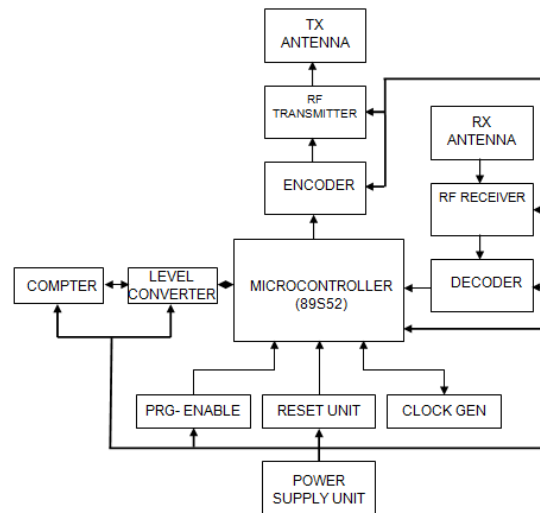 TX
ANTENNA
RF
TRANSMITTER
RX
ANTENNA
ENCODER
RF RECEIVER
COMPTER
LEVEL
CONVERTER
MICROCONTROLLER
(89S52)
DECODER
PRG- ENABLE
RESET UNIT
CLOCK GEN
POWER
SUPPLY UNIT